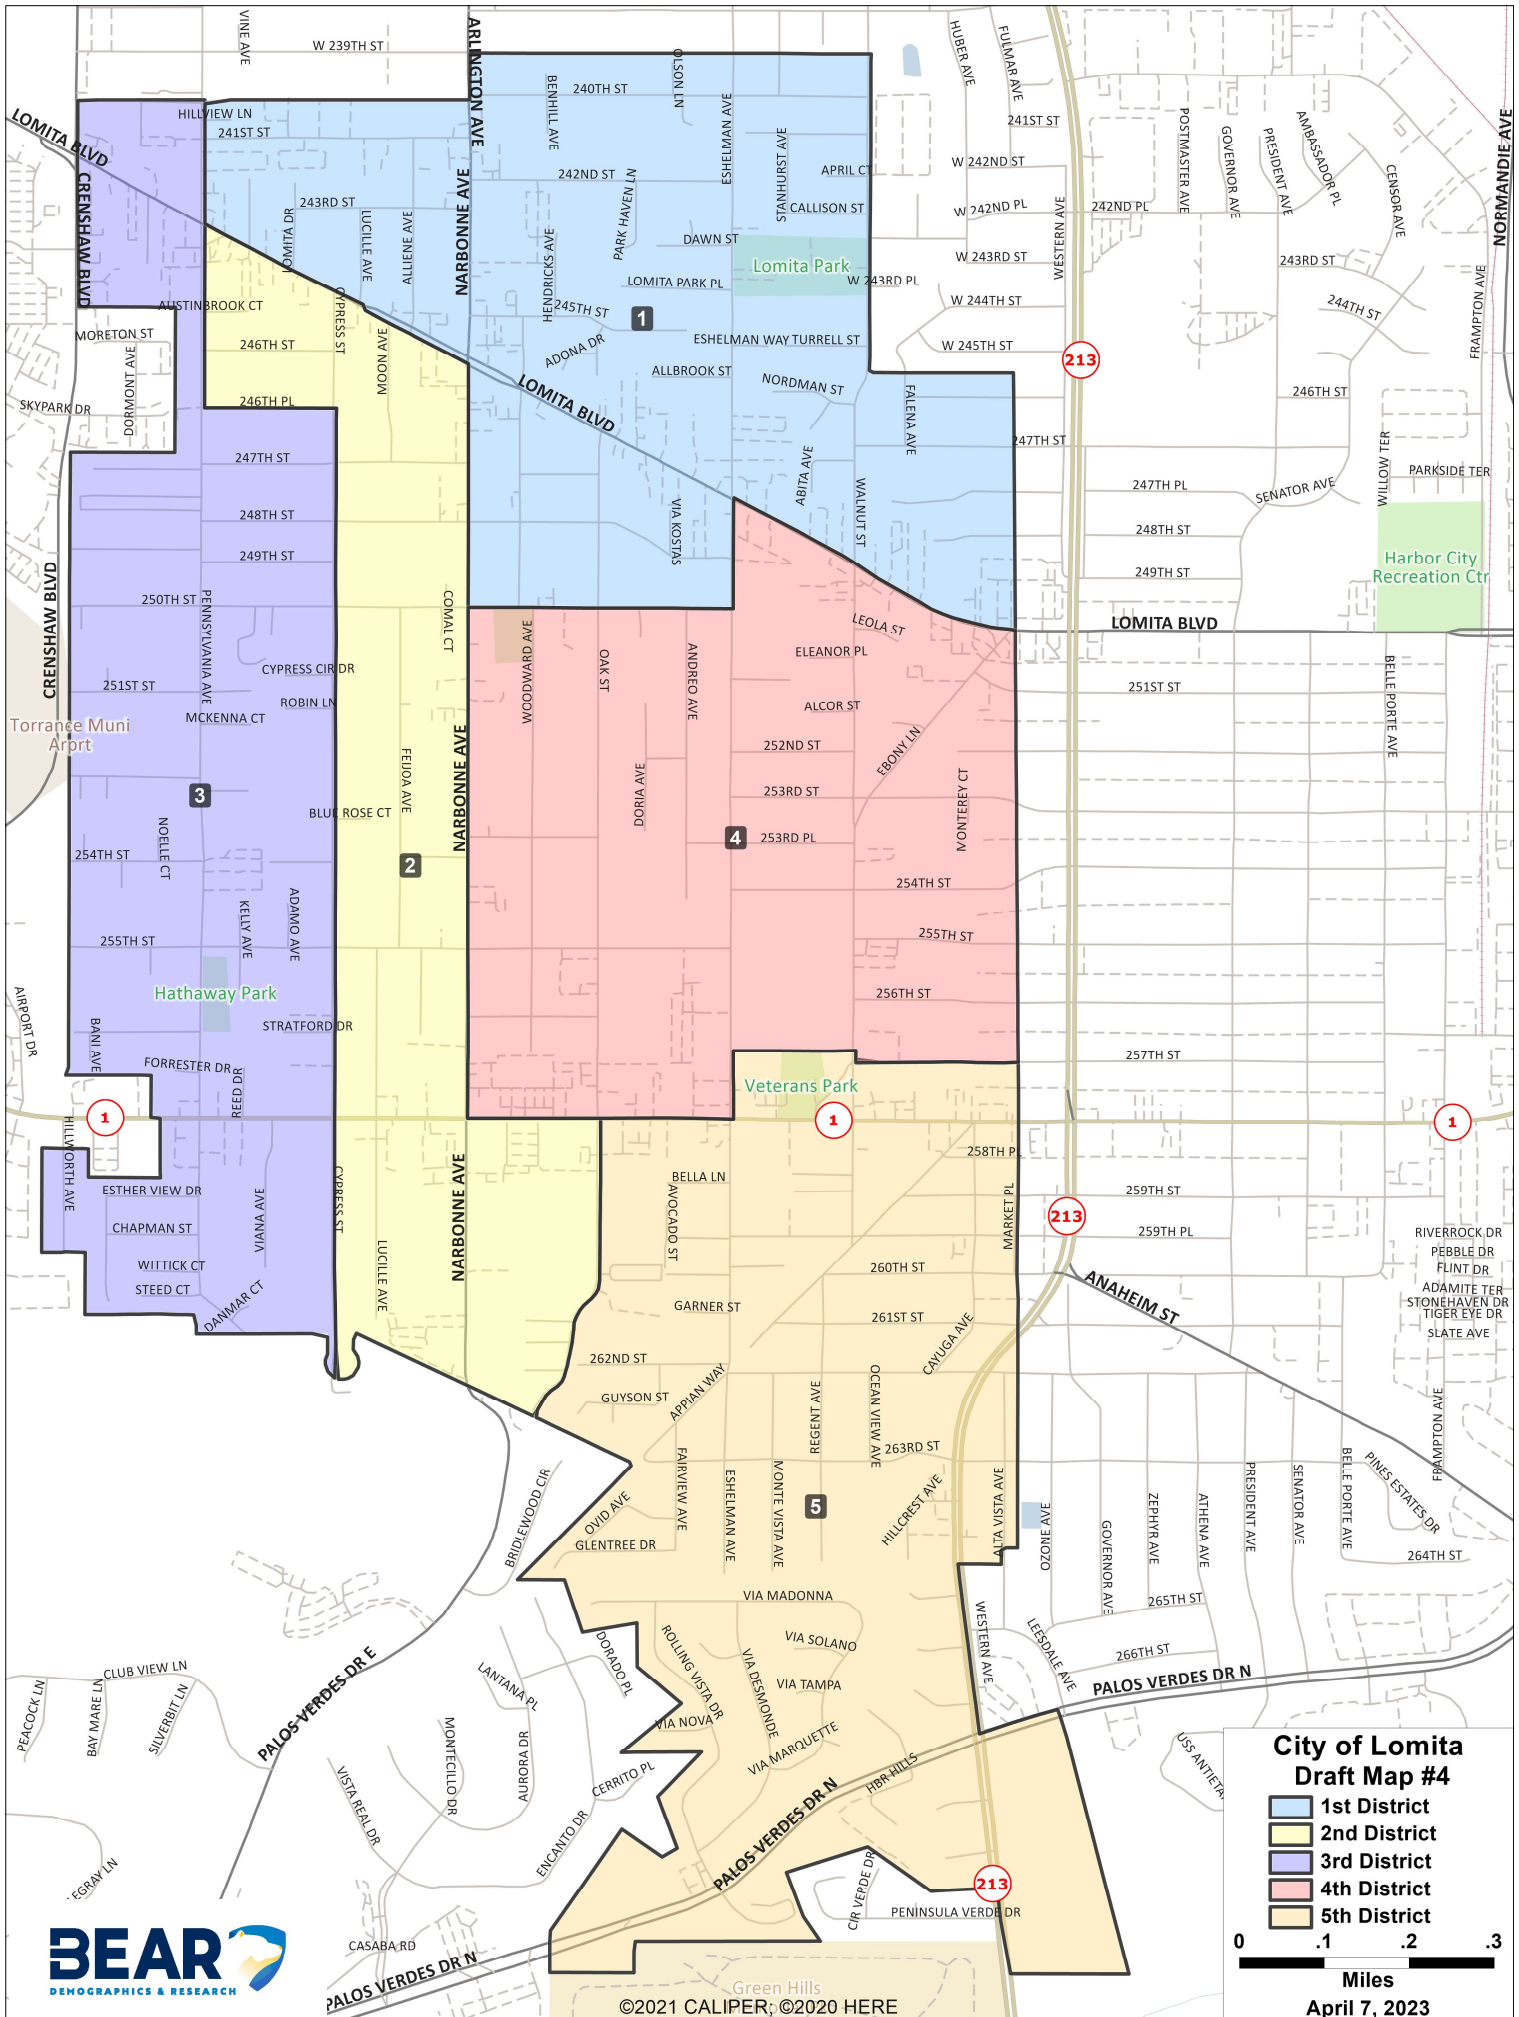 VINE AVE
W 239TH ST
ARLINGTON AVE
OLSON LN
HUBER AVE
FULMAR AVE
BENHILL AVE
240TH ST
ESHELMAN AVE
HILLVIEW LN
241ST ST
241ST ST
LOMITA BLVD
STANHURST AVE
POSTMASTER AVE
GOVERNOR AVE
PRESIDENT AVE
AMBASSADOR PL
CENSOR AVE
NORMANDIE AVE
CRENSHAW BLVD
242ND ST
APRIL CT
W 242ND ST
NARBONNE AVE
PARK HAVEN LN
243RD ST
LOMITA DR
LUCILLE AVE
ALLIENE AVE
CALLISON ST
W 242ND PL
242ND PL
WESTERN AVE
HENDRICKS AVE
DAWN ST
Lomita Park
W 243RD ST
243RD ST
LOMITA PARK PL
W 243RD PL
AUSTINBROOK CT
CYPRESS ST
245TH ST
1
W 244TH ST
244TH ST
FRAMPTON AVE
MORETON ST
DORMONT AVE
246TH ST
MOON AVE
ADONA DR
ESHELMAN WAY
TURRELL ST
W 245TH ST
213
ALLBROOK ST
NORDMAN ST
FALENA AVE
246TH ST
SKYPARK DR
246TH PL
LOMITA BLVD
247TH ST
247TH ST
WILLOW TER
PARKSIDE TER
ABITA AVE
WALNUT ST
247TH PL
SENATOR AVE
248TH ST
VIA KOSTAS
248TH ST
249TH ST
249TH ST
Harbor City
Recreation Ctr
CRENSHAW BLVD
250TH ST
PENNSYLVANIA AVE
COMAL CT
WOODWARD AVE
OAK ST
ANDREO AVE
LEOLA ST
LOMITA BLVD
ELEANOR PL
CYPRESS CIR DR
251ST ST
251ST ST
BELLE PORTE AVE
ROBIN LN
MCKENNA CT
ALCOR ST
Torrance Muni
Arprt
NARBONNE AVE
FEIJOA AVE
252ND ST
EBONY LN
3
DORIA AVE
253RD ST
MONTEREY CT
BLUE ROSE CT
NOELLE CT
4
253RD PL
254TH ST
2
254TH ST
KELLY AVE
ADAMO AVE
255TH ST
255TH ST
Hathaway Park
256TH ST
AIRPORT DR
BANI AVE
STRATFORD DR
257TH ST
FORRESTER DR
REED DR
Veterans Park
1
1
1
HILLWORTH AVE
258TH PL
CYPRESS ST
NARBONNE AVE
BELLA LN
AVOCADO ST
ESTHER VIEW DR
VIANA AVE
MARKET PL
259TH ST
CHAPMAN ST
213
259TH PL
RIVERROCK DR
PEBBLE DR
FLINT DR
WITTICK CT
LUCILLE AVE
260TH ST
ANAHEIM ST
STEED CT
DANMAR CT
ADAMITE TER
STONEHAVEN DR
TIGER EYE DR
GARNER ST
261ST ST
CAYUGA AVE
SLATE AVE
262ND ST
GUYSON ST
APPIAN WAY
REGENT AVE
OCEAN VIEW AVE
FRAMPTON AVE
263RD ST
FAIRVIEW AVE
ESHELMAN AVE
MONTE VISTA AVE
5
HILLCREST AVE
ALTA VISTA AVE
OZONE AVE
GOVERNOR AVE
ZEPHYR AVE
ATHENA AVE
PRESIDENT AVE
SENATOR AVE
BELLE PORTE AVE
PINES ESTATES DR
BRIDLEWOOD CIR
OVID AVE
GLENTREE DR
264TH ST
VIA MADONNA
WESTERN AVE
265TH ST
DORADO PL
ROLLING VISTA DR
VIA DESMONDE
VIA SOLANO
LEESDALE AVE
266TH ST
PALOS VERDES DR E
CLUB VIEW LN
PEACOCK LN
BAY MARE LN
SILVERBIT LN
LANTANA PL
VIA TAMPA
PALOS VERDES DR N
VIA NOVA
MONTECILLO DR
AURORA DR
VIA MARQUETTE
HBR HILLS
VISTA REAL DR
CERRITO PL
ENCANTO DR
PALOS VERDES DR N
CIR VERDE DR
213
PENINSULA VERDE DR
CASABA RD
PALOS VERDES DR N
Green Hills
City of Lomita
Draft Map #4
1st District
2nd District
3rd District
4th District
5th District
0 .1 .2 .3
Miles
April 7, 2023
BEAR
DEMOGRAPHICS & RESEARCH
©2021 CALIPER; ©2020 HERE